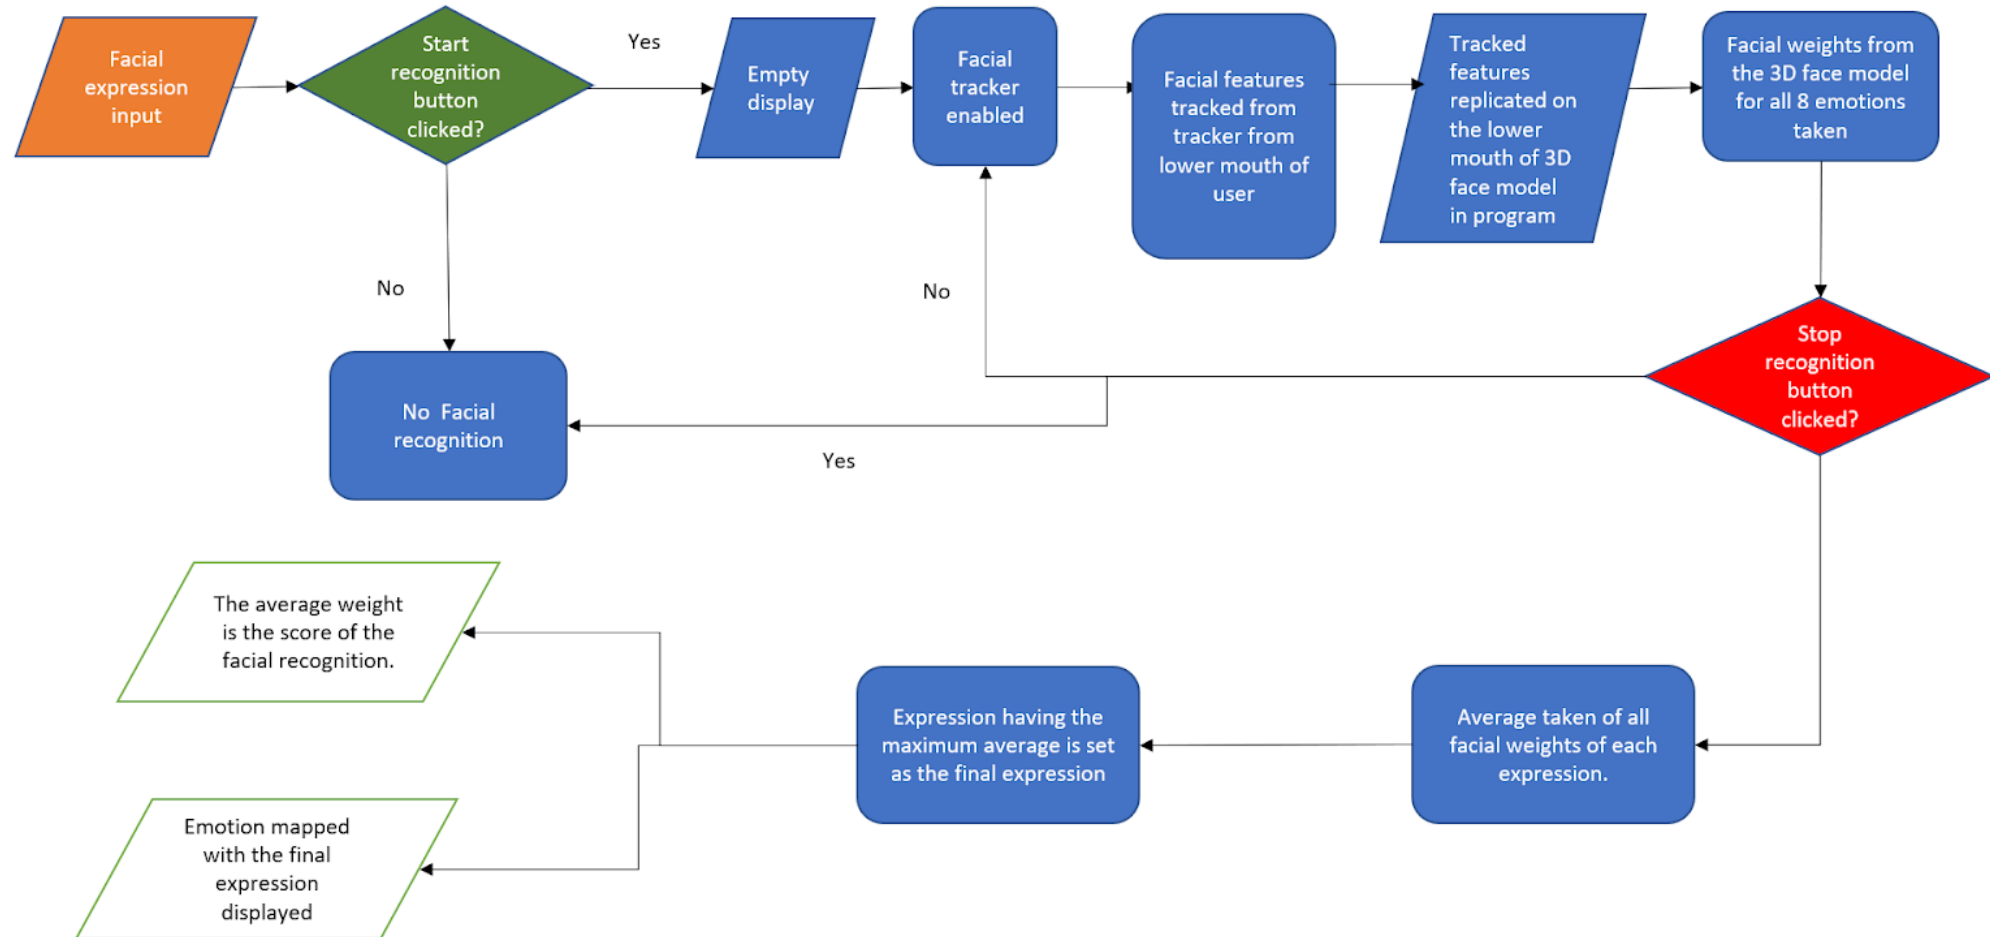 Facial
expression
input
Start
recognition
button
clicked?
Yes
Empty
display
Facial
tracker
enabled
Facial features
tracked from
tracker from
lower mouth of
user
Tracked
features
replicated on
the lower
mouth of 3D
face model
in program
Facial weights from
the 3D face model
for all 8 emotions
taken
No
No
Stop
recognition
button
clicked?
No  Facial
recognition
Yes
The average weight
is the score of the
facial recognition.
Expression having the
maximum average is set
as the final expression
Average taken of all
facial weights of each
expression.
Emotion mapped
with the final
expression
displayed